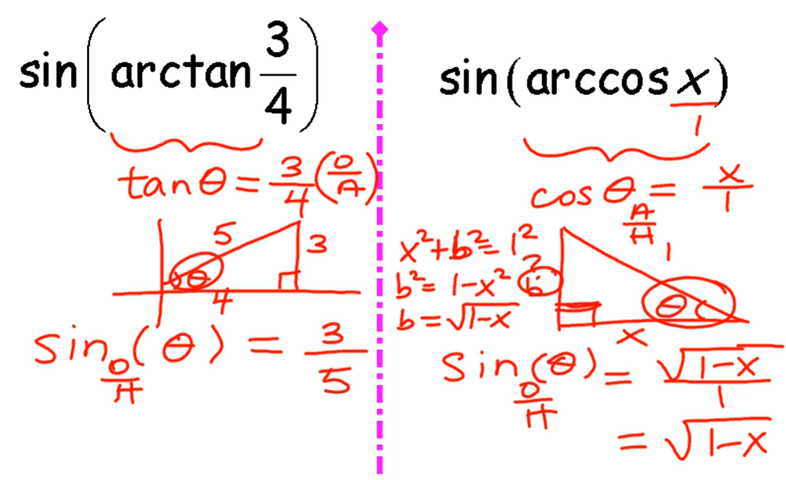 sin(arctan 3/4)
tanθ = 3/4 (O/A)
5
3
θ
4
sin O/H (θ) = 3/5
sin(arccos x/1)
cosθ A/H = x/1
x²+b²=1²
b²= 1-x²
b=√1-x
?
b
1
θ
x
sin O/H (θ) = √1-x/1
= √1-x